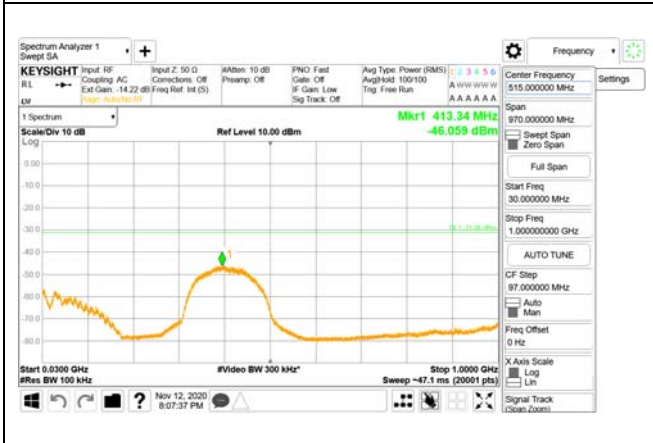 Spectrum Analyzer 1
Swept SA
+
Frequency
Settings
KEYSIGHT
Input: RF
Coupling: AC
Ext Gain: -14.22 dB
Align: Auto/No RF
Input Z: 50 Ω
Corrections: Off
Freq Ref: Int (S)
#Atten: 10 dB
Preamp: Off
PNO: Fast
Gate: Off
IF Gain: Low
Sig Track: Off
Avg Type: Power (RMS)
Avg|Hold: 100/100
Trig: Free Run
1 2 3 4 5 6
A W W W W W
A A A A A A
RL
1 Spectrum
Scale/Div 10 dB
Ref Level 10.00 dBm
Mkr1 413.34 MHz
-46.059 dBm
Log
0.00
-10.0
-20.0
-30.0
-40.0
-50.0
-60.0
-70.0
-80.0
1
Start 0.0300 GHz
#Video BW 300 kHz*
Stop 1.0000 GHz
#Res BW 100 kHz
Sweep ~47.1 ms (20001 pts)
Nov 12, 2020
8:07:37 PM
?
Center Frequency
515.000000 MHz
Span
970.000000 MHz
Swept Span
Zero Span
Full Span
Start Freq
30.000000 MHz
Stop Freq
1.000000000 GHz
AUTO TUNE
CF Step
97.000000 MHz
Auto
Man
Freq Offset
0 Hz
X Axis Scale
Log
Lin
Signal Track
(Span Zoom)